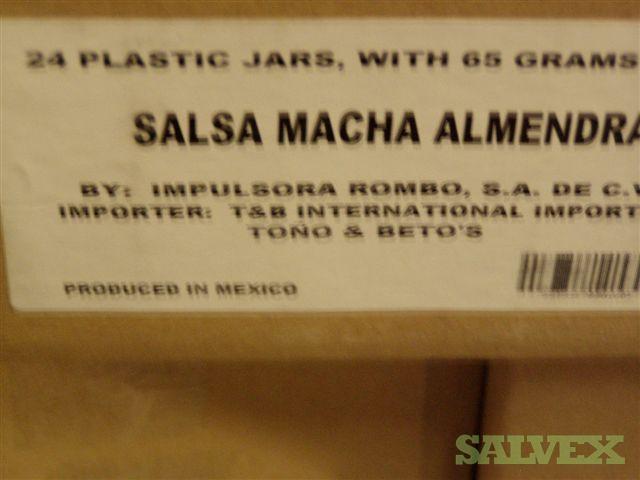 24 PLASTIC JARS, WITH 65 GRAMS
SALSA MACHA ALMENDRA
BY: IMPULSORA ROMBO, S.A. DE C.V
IMPORTER: T&B INTERNATIONAL IMPORT
TOÑO & BETO'S
PRODUCED IN MEXICO
SALVEX